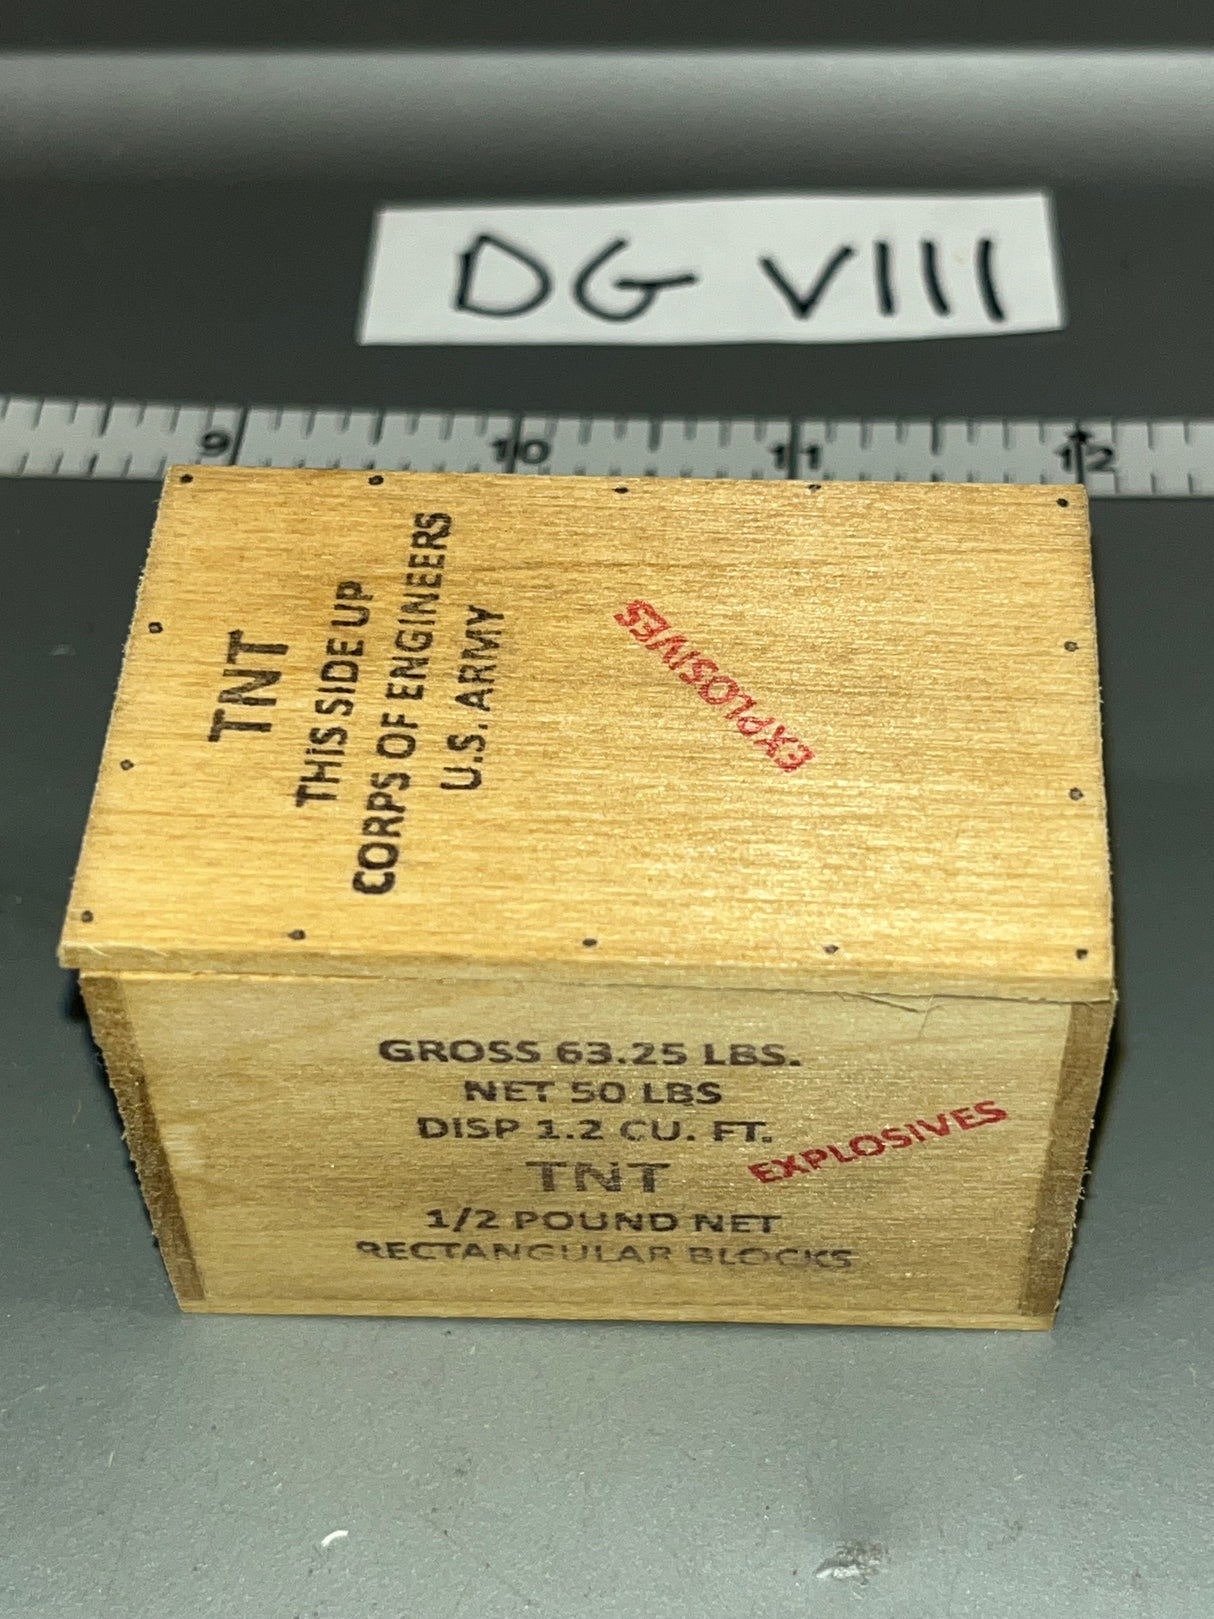 DG VIII
9 10 11 12
TNT
THIS SIDE UP
CORPS OF ENGINEERS
U.S. ARMY
EXPLOSIVES
GROSS 63.25 LBS.
NET 50 LBS
DISP 1.2 CU. FT.
TNT
1/2 POUND NET
RECTANGULAR BLOCKS
EXPLOSIVES